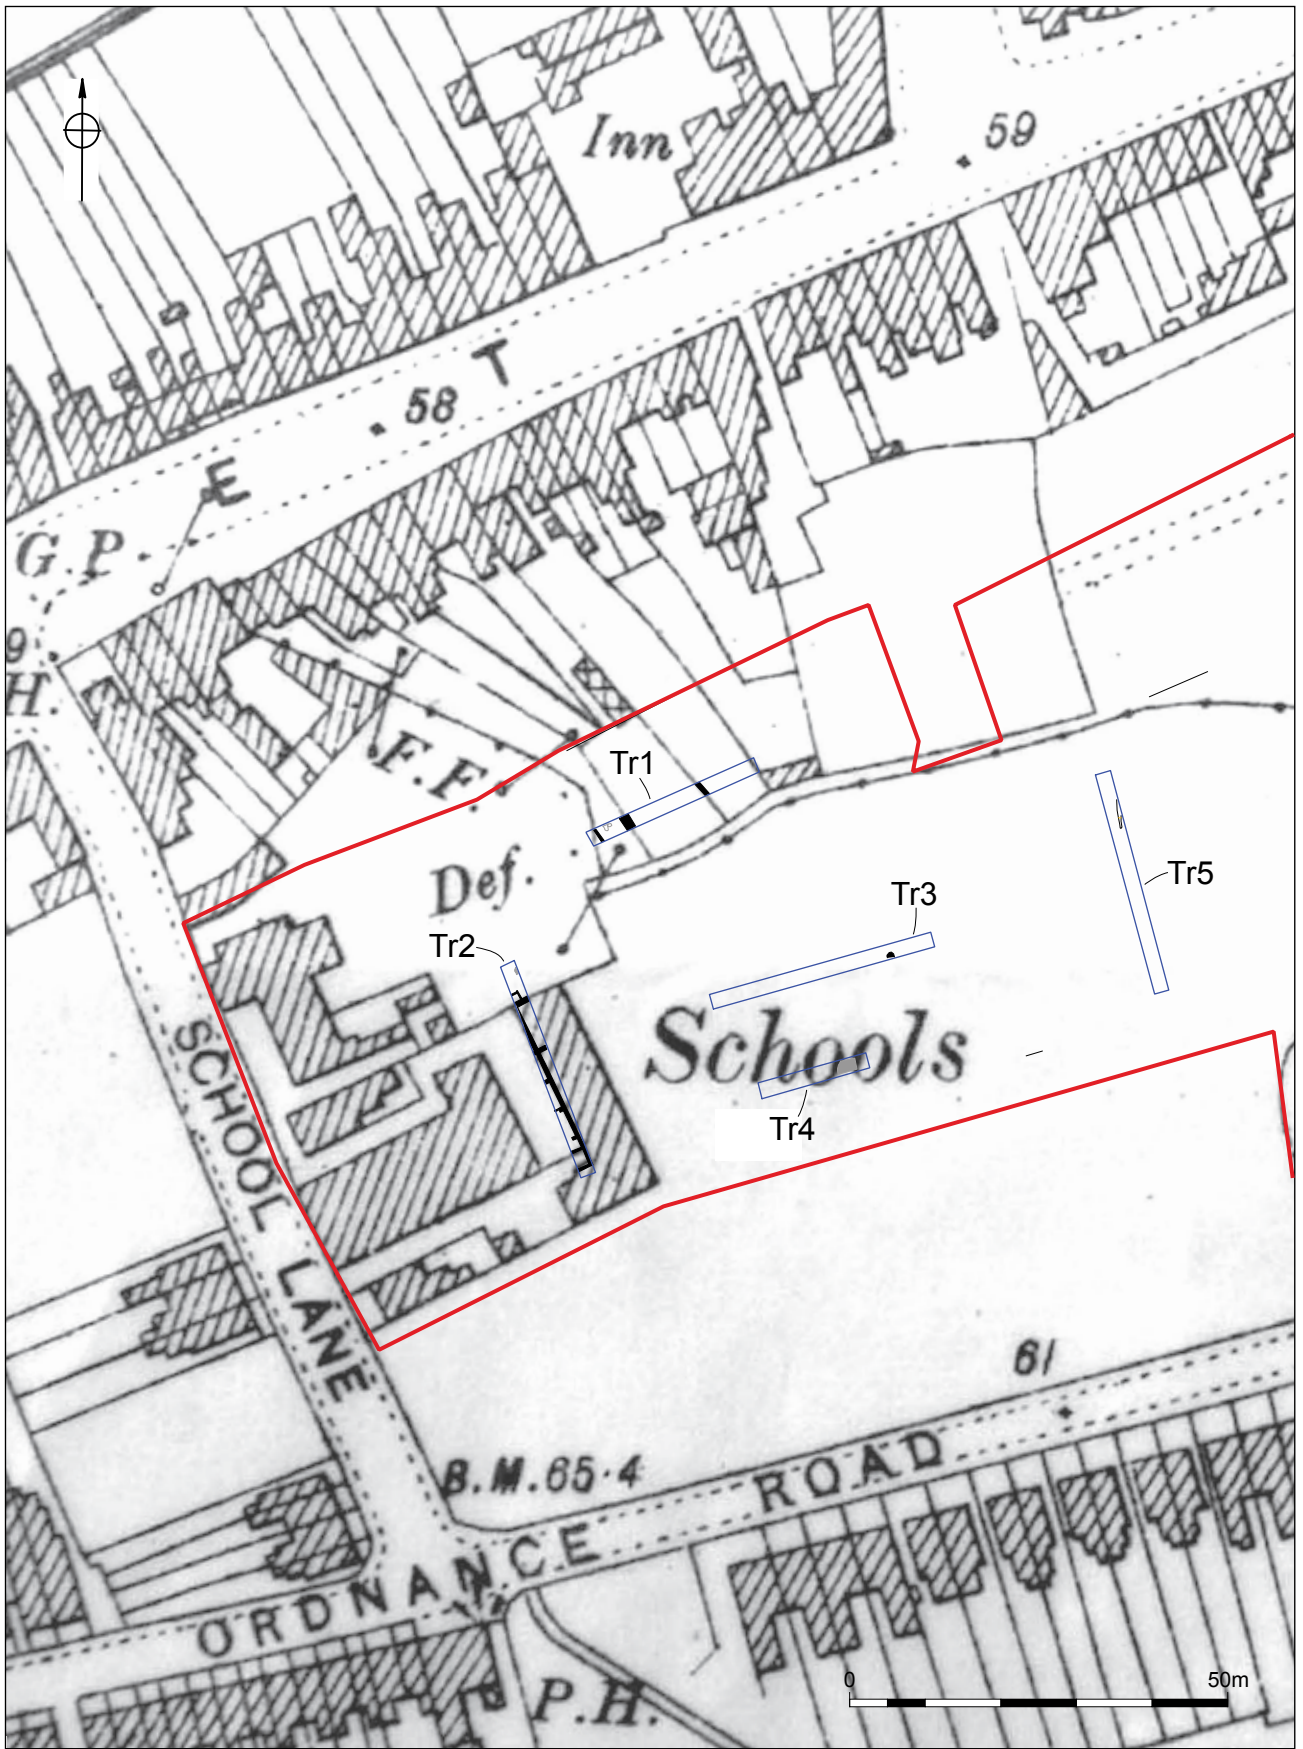 Inn
59
T
58
E
G.P
9
H.
F.F.
Tr1
Def.
Tr5
Tr3
Tr2
Schools
Tr4
SCHOOL LANE
61
B.M.65·4
ORDNANCE ROAD
P.H.
0 50m